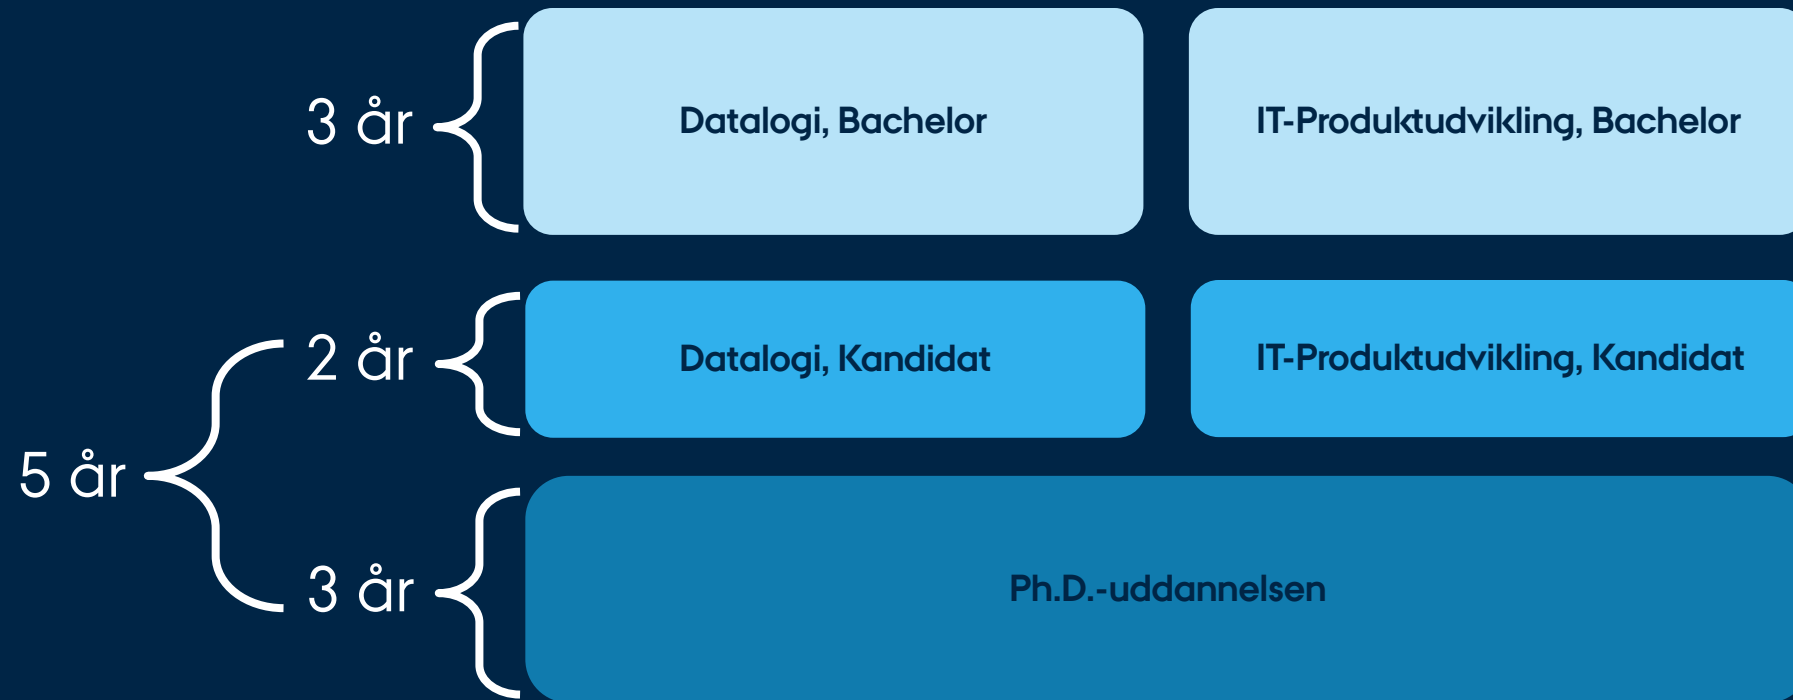 3 år
Datalogi, Bachelor
IT-Produktudvikling, Bachelor
2 år
Datalogi, Kandidat
IT-Produktudvikling, Kandidat
5 år
3 år
Ph.D.-uddannelsen